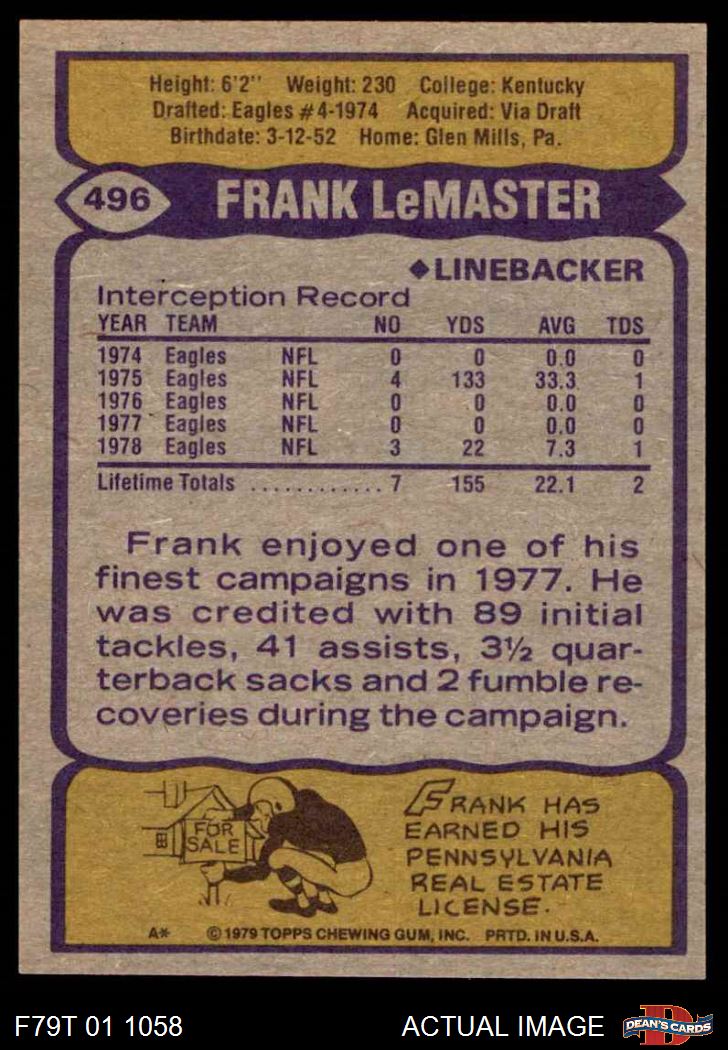 Height: 6'2" Weight: 230 College: Kentucky
Drafted: Eagles #4-1974 Acquired: Via Draft
Birthdate: 3-12-52 Home: Glen Mills, Pa.
496 FRANK LeMASTER
◆LINEBACKER
Interception Record
YEAR TEAM NO YDS AVG TDS
1974 Eagles NFL 0 0 0.0 0
1975 Eagles NFL 4 133 33.3 1
1976 Eagles NFL 0 0 0.0 0
1977 Eagles NFL 0 0 0.0 0
1978 Eagles NFL 3 22 7.3 1
Lifetime Totals ............ 7 155 22.1 2
Frank enjoyed one of his
finest campaigns in 1977. He
was credited with 89 initial
tackles, 41 assists, 3½ quar-
terback sacks and 2 fumble re-
coveries during the campaign.
FOR
SALE
FRANK HAS
EARNED HIS
PENNSYLVANIA
REAL ESTATE
LICENSE.
A* © 1979 TOPPS CHEWING GUM, INC. PRTD. IN U.S.A.
F79T 01 1058 ACTUAL IMAGE D DEAN'S CARDS